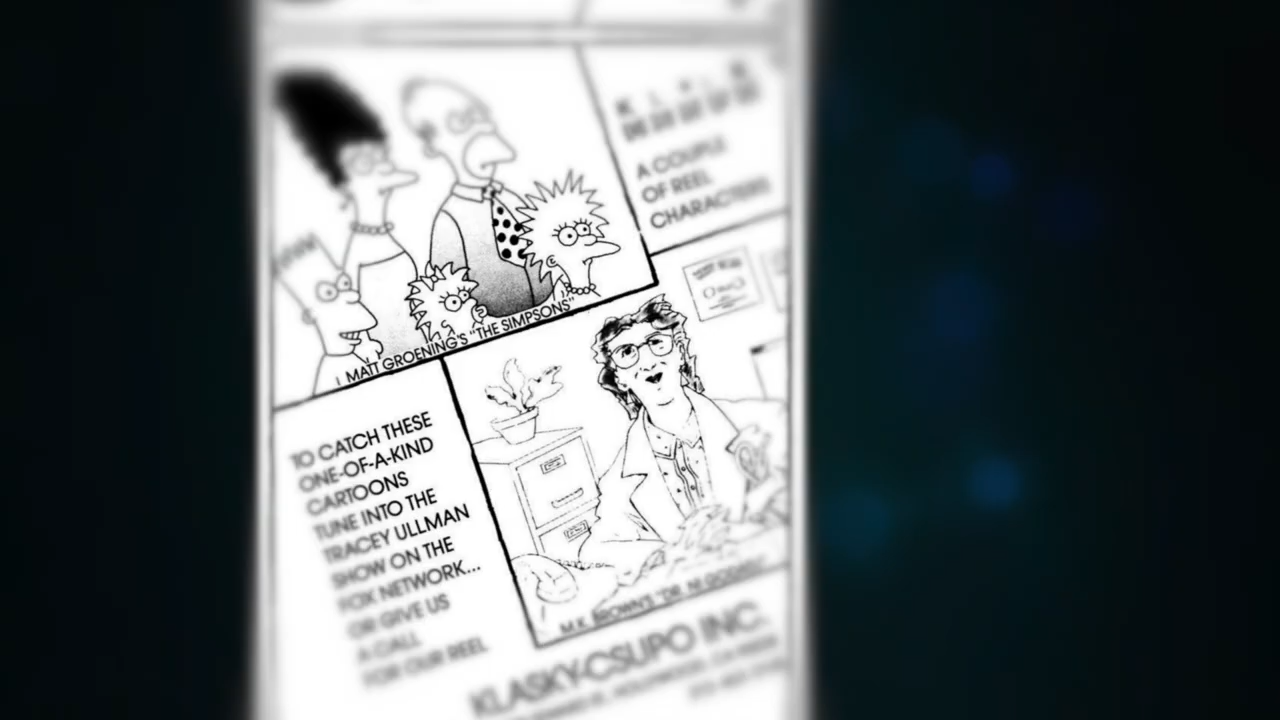 A COUPLE
OF REEL
CHARACTERS
MATT GROENING'S "THE SIMPSONS"
TO CATCH THESE
ONE-OF-A-KIND
CARTOONS
TUNE INTO THE
TRACEY ULLMAN
SHOW ON THE
FOX NETWORK...
OR GIVE US
A CALL
FOR OUR REEL
M.K. BROWN'S "DR. N!GODATU"
KLASKY-CSUPO INC.